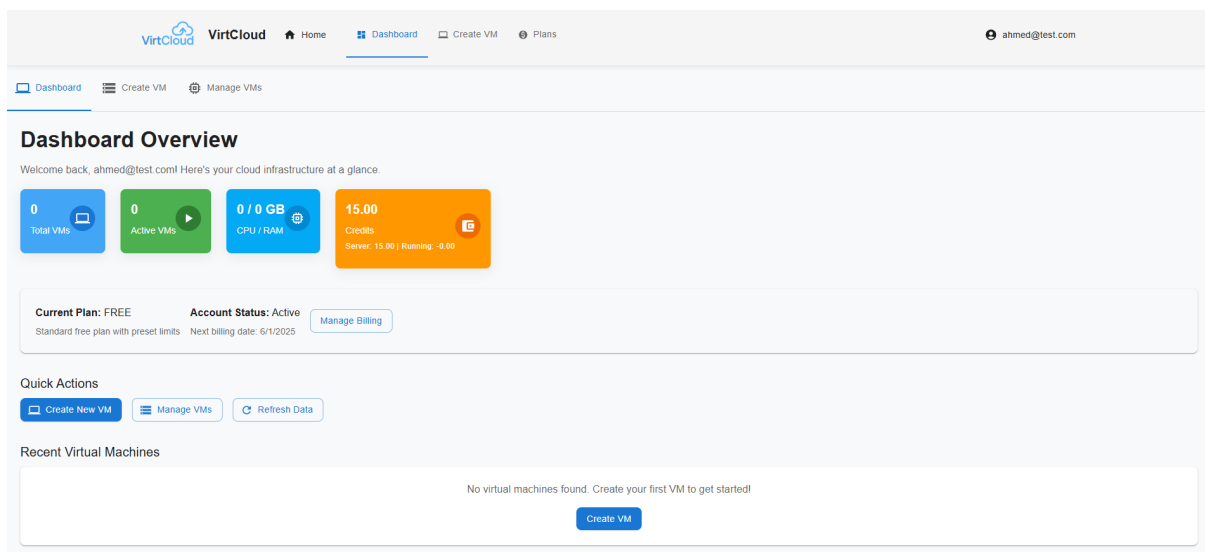 VirtCloud VirtCloud Home Dashboard Create VM Plans ahmed@test.com
Dashboard Create VM Manage VMs
Dashboard Overview
Welcome back, ahmed@test.com! Here's your cloud infrastructure at a glance.
0
Total VMs
0
Active VMs
0 / 0 GB
CPU / RAM
15.00
Credits
Server: 15.00 | Running: -0.00
Current Plan: FREE
Standard free plan with preset limits
Account Status: Active
Next billing date: 6/1/2025
Manage Billing
Quick Actions
Create New VM Manage VMs Refresh Data
Recent Virtual Machines
No virtual machines found. Create your first VM to get started!
Create VM